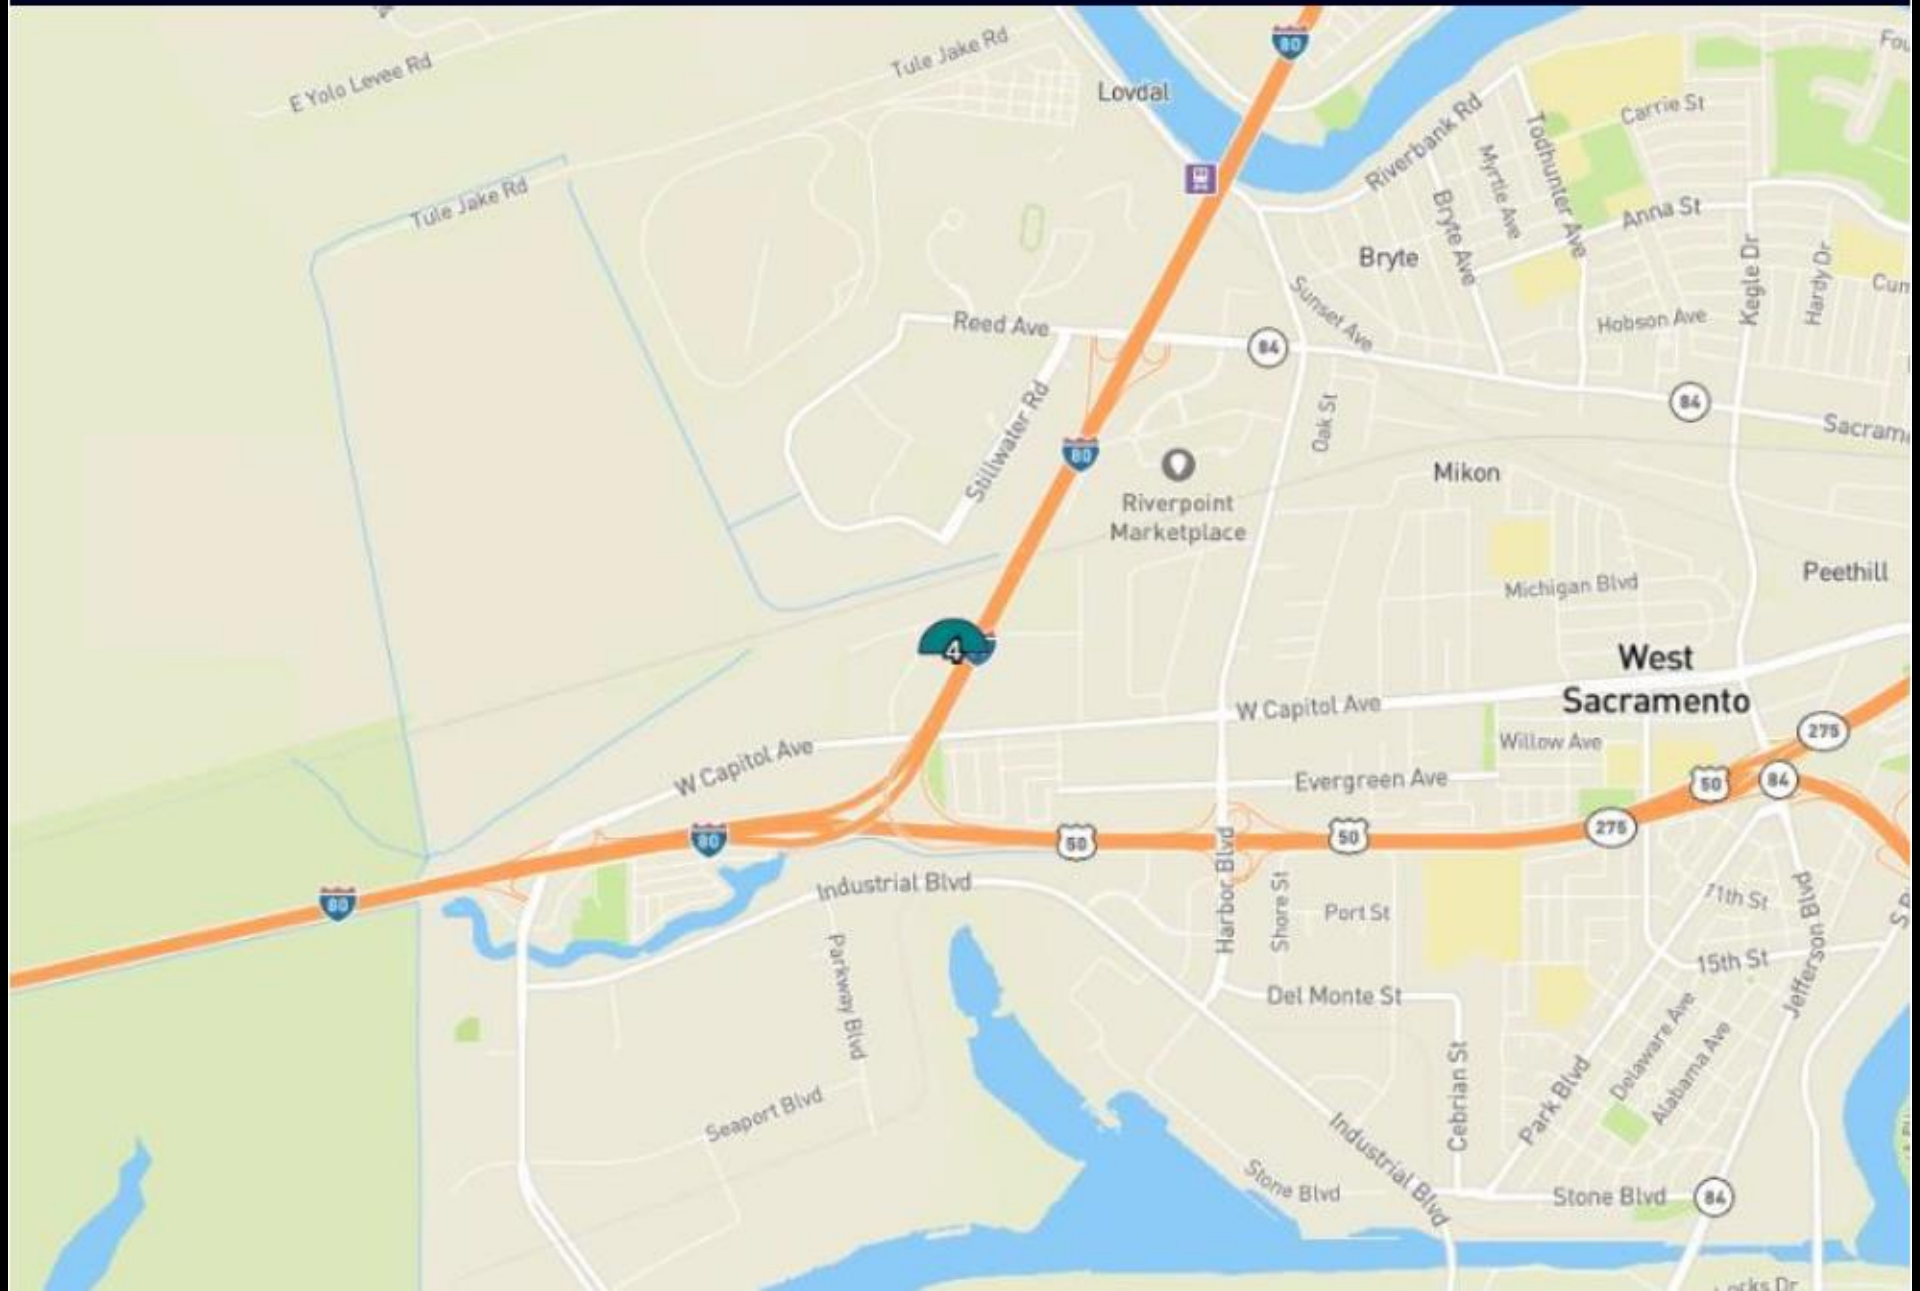 80
Fou
Tule Jake Rd
E Yolo Levee Rd
Lovdal
Carrie St
Riverbank Rd
Todhunter Ave
Myrtle Ave
Tule Jake Rd
Anna St
Bryte Ave
Bryte
Kegle Dr
Hardy Dr
Cum
Sunset Ave
Reed Ave
Hobson Ave
84
84
Stillwater Rd
Oak St
Sacram
80
Mikon
Riverpoint
Marketplace
Peethill
Michigan Blvd
4
West
Sacramento
W Capitol Ave
275
Willow Ave
W Capitol Ave
Evergreen Ave
84
50
275
80
50
50
Industrial Blvd
Harbor Blvd
11th St
80
Shore St
Port St
Jefferson Blvd
S R
Parkway Blvd
15th St
Del Monte St
Delaware Ave
Alabama Ave
Cebrian St
Park Blvd
Seaport Blvd
Industrial Blvd
Stone Blvd
Stone Blvd
84
Locks Dr